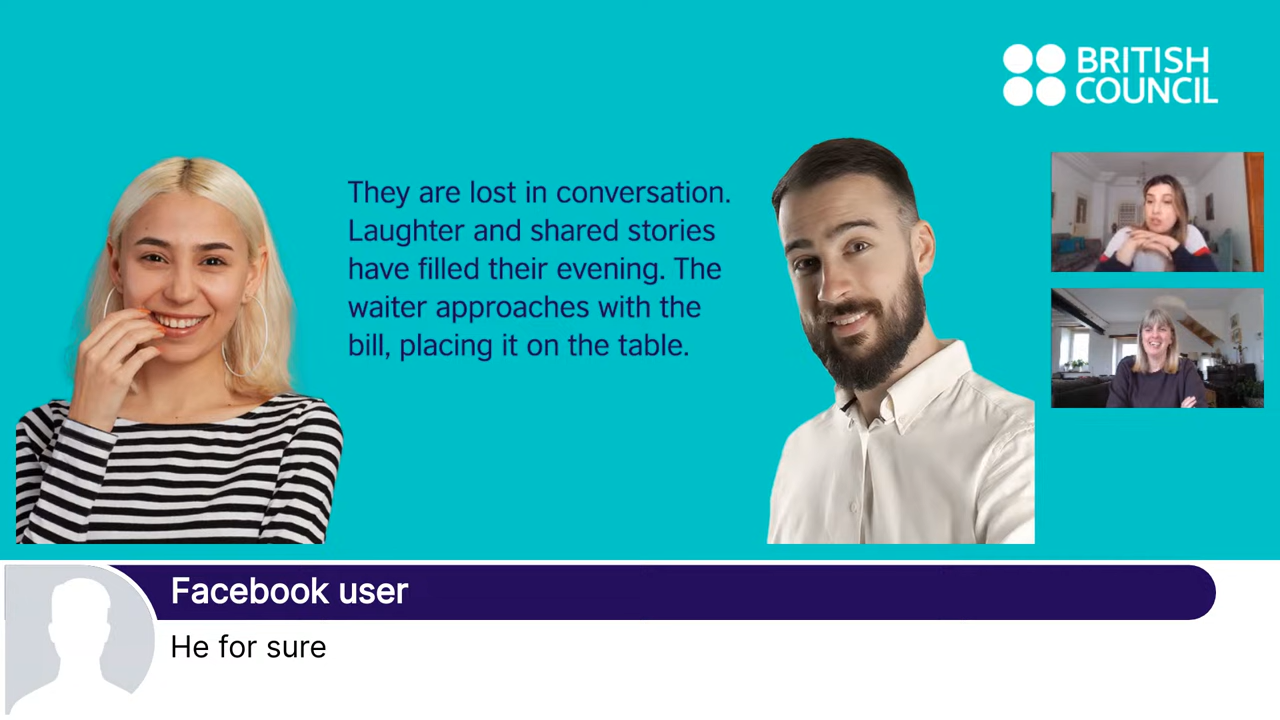 BRITISH
COUNCIL
They are lost in conversation.
Laughter and shared stories
have filled their evening. The
waiter approaches with the
bill, placing it on the table.
Facebook user
He for sure